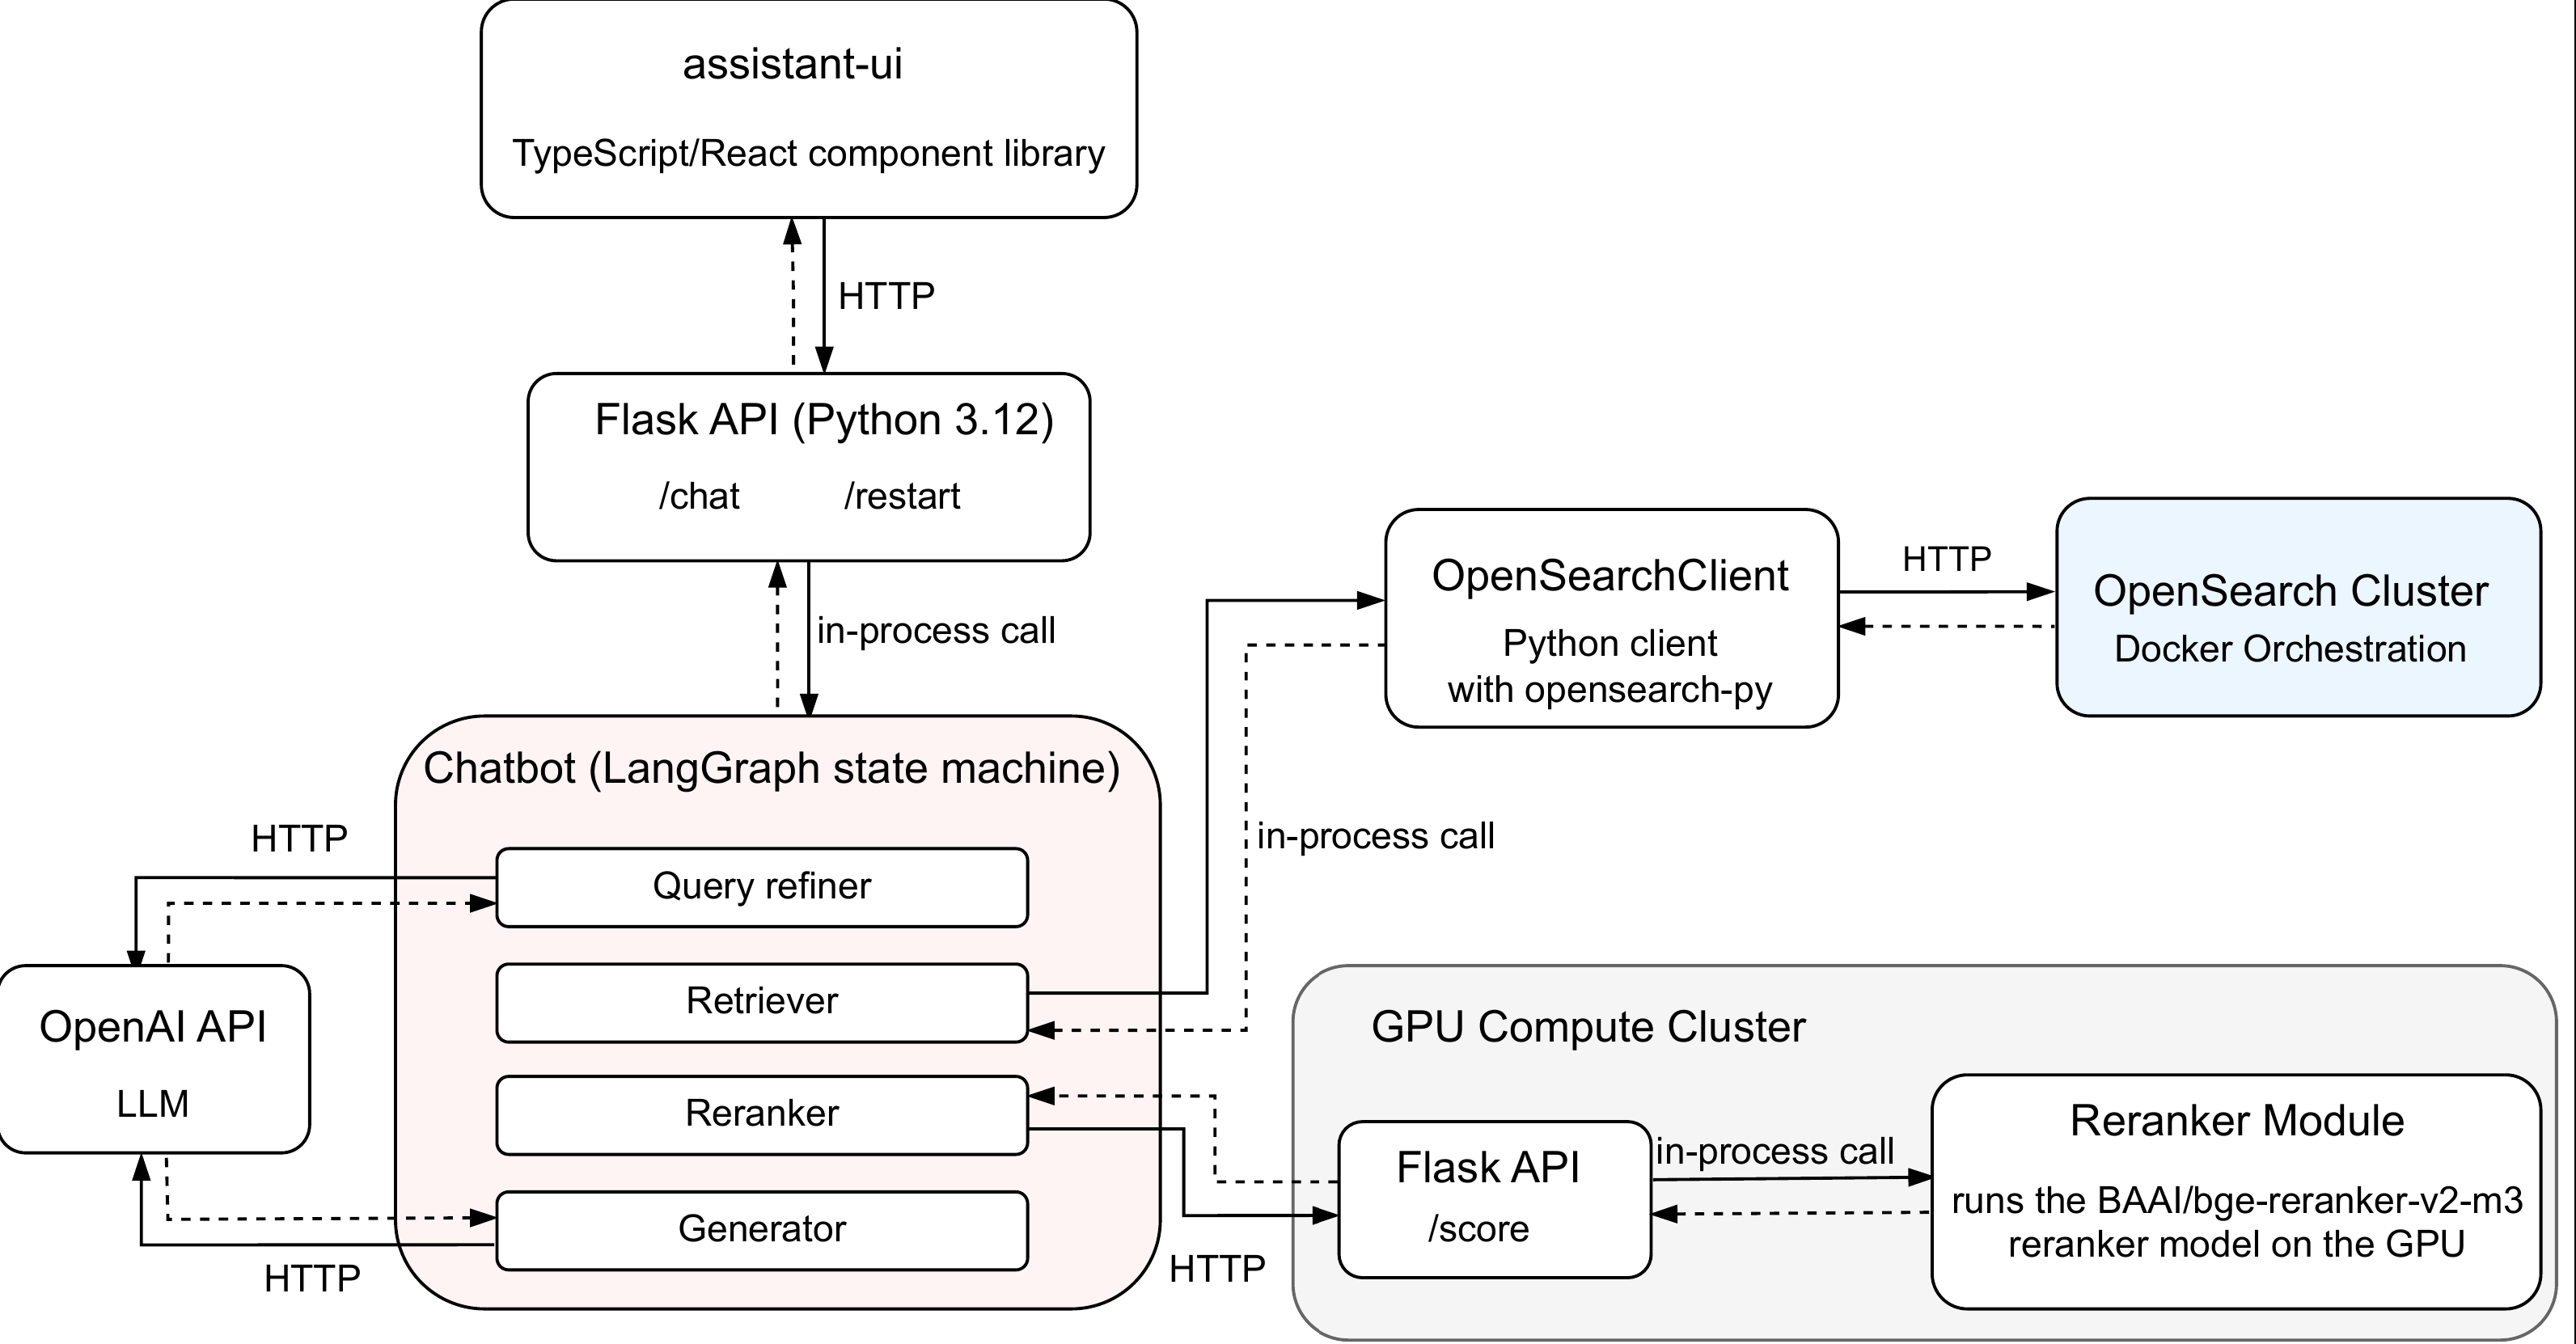 assistant-ui
TypeScript/React component library
HTTP
Flask API (Python 3.12)
/chat /restart
in-process call
OpenSearchClient
Python client
with opensearch-py
HTTP
OpenSearch Cluster
Docker Orchestration
Chatbot (LangGraph state machine)
HTTP
Query refiner
Retriever
Reranker
Generator
in-process call
OpenAI API
LLM
HTTP
HTTP
GPU Compute Cluster
Flask API
/score
in-process call
Reranker Module
runs the BAAI/bge-reranker-v2-m3
reranker model on the GPU